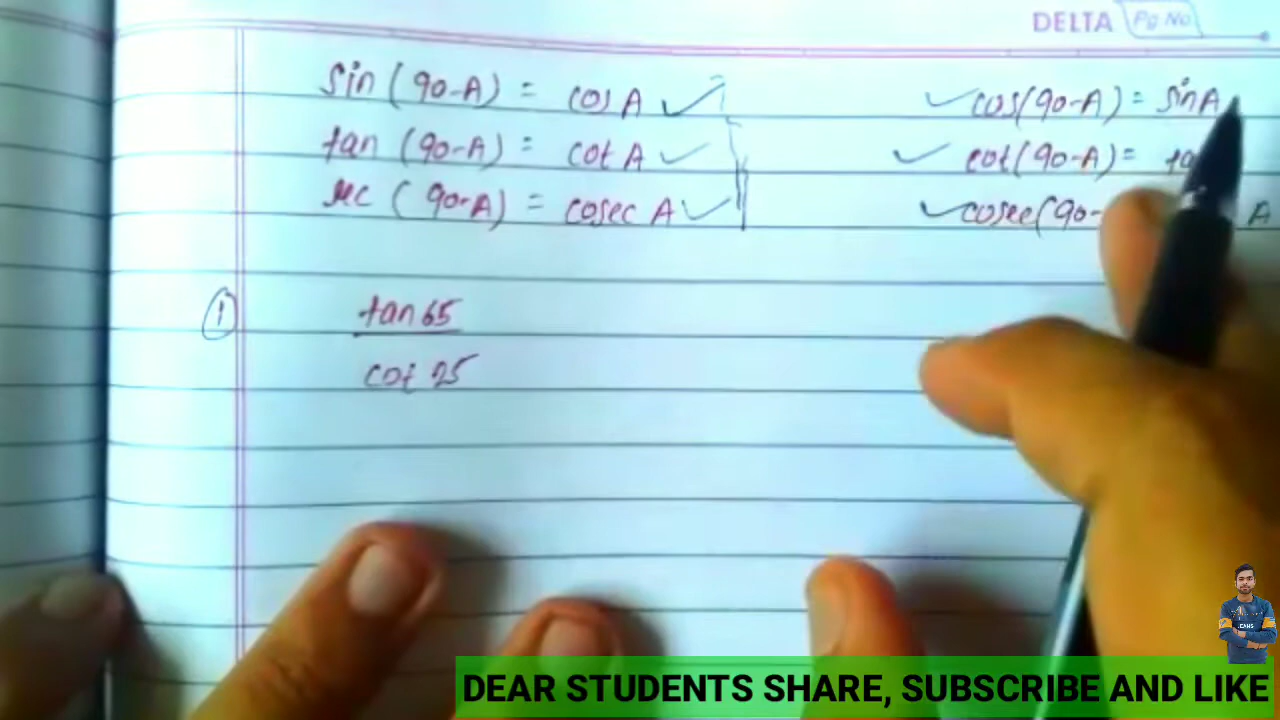 DELTA Pg No
sin (90-A) = cos A
cos(90-A) = sin A
tan (90-A) = cot A
cot(90-A) =
sec (90-A) = cosec A
cosec(90- A
1 tan 65
cot 25
DEAR STUDENTS SHARE, SUBSCRIBE AND LIKE